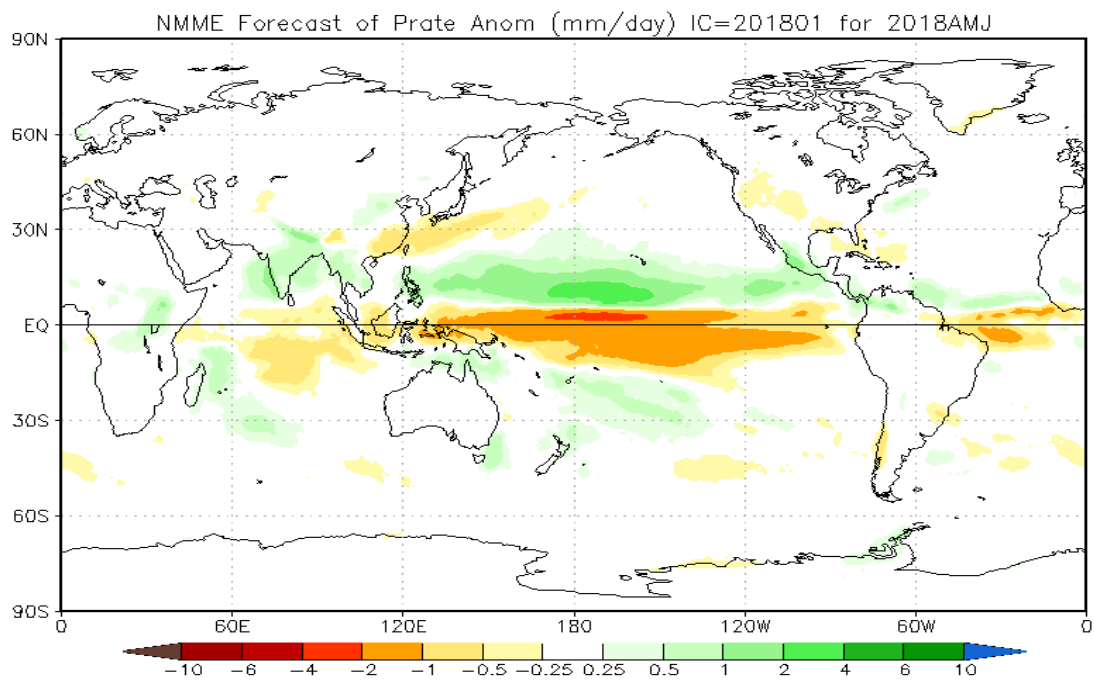 NMME Forecast of Prate Anom (mm/day) IC=201801 for 2018AMJ
90N
60N
30N
EQ
30S
60S
90S
0 60E 120E 180 120W 60W 0
−10 −6 −4 −2 −1 −0.5 −0.25 0.25 0.5 1 2 4 6 10